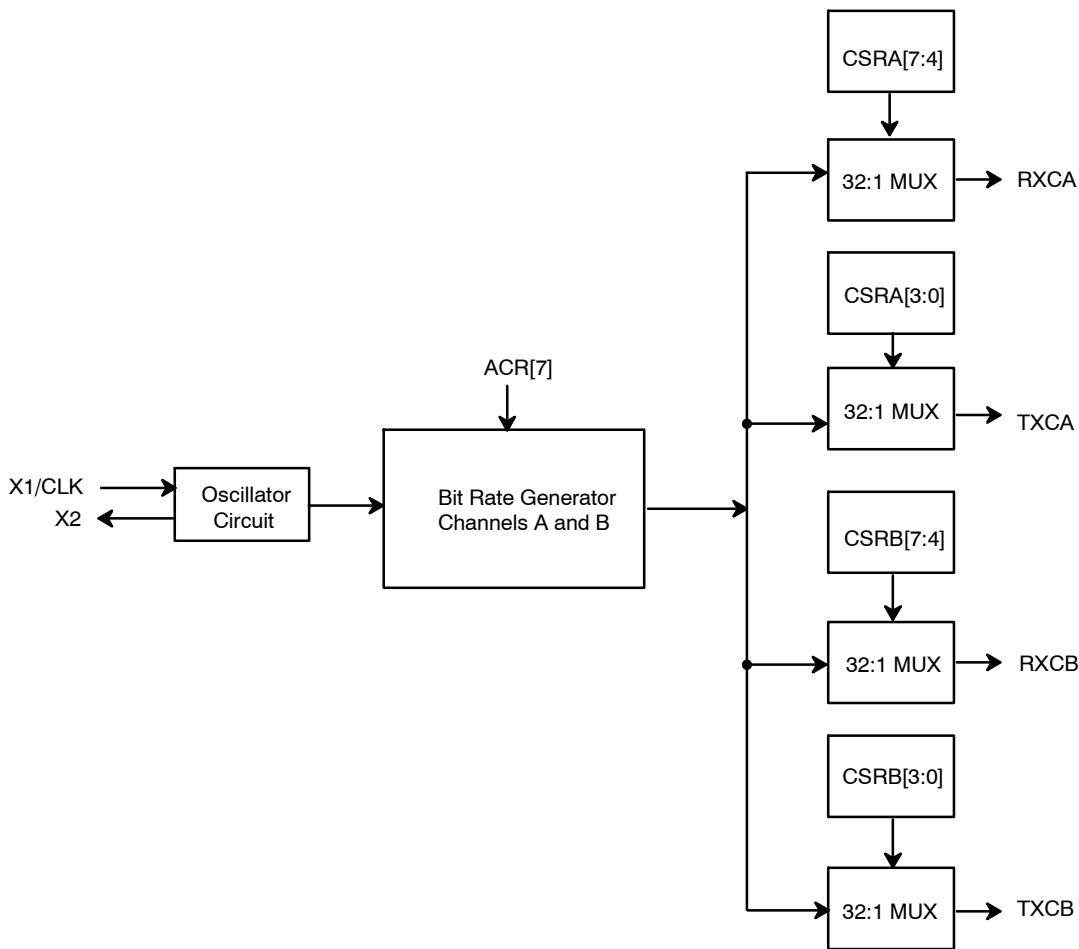 CSRA[7:4]
32:1 MUX
RXCA
CSRA[3:0]
32:1 MUX
TXCA
ACR[7]
X1/CLK
X2
Oscillator
Circuit
Bit Rate Generator
Channels A and B
CSRB[7:4]
32:1 MUX
RXCB
CSRB[3:0]
32:1 MUX
TXCB